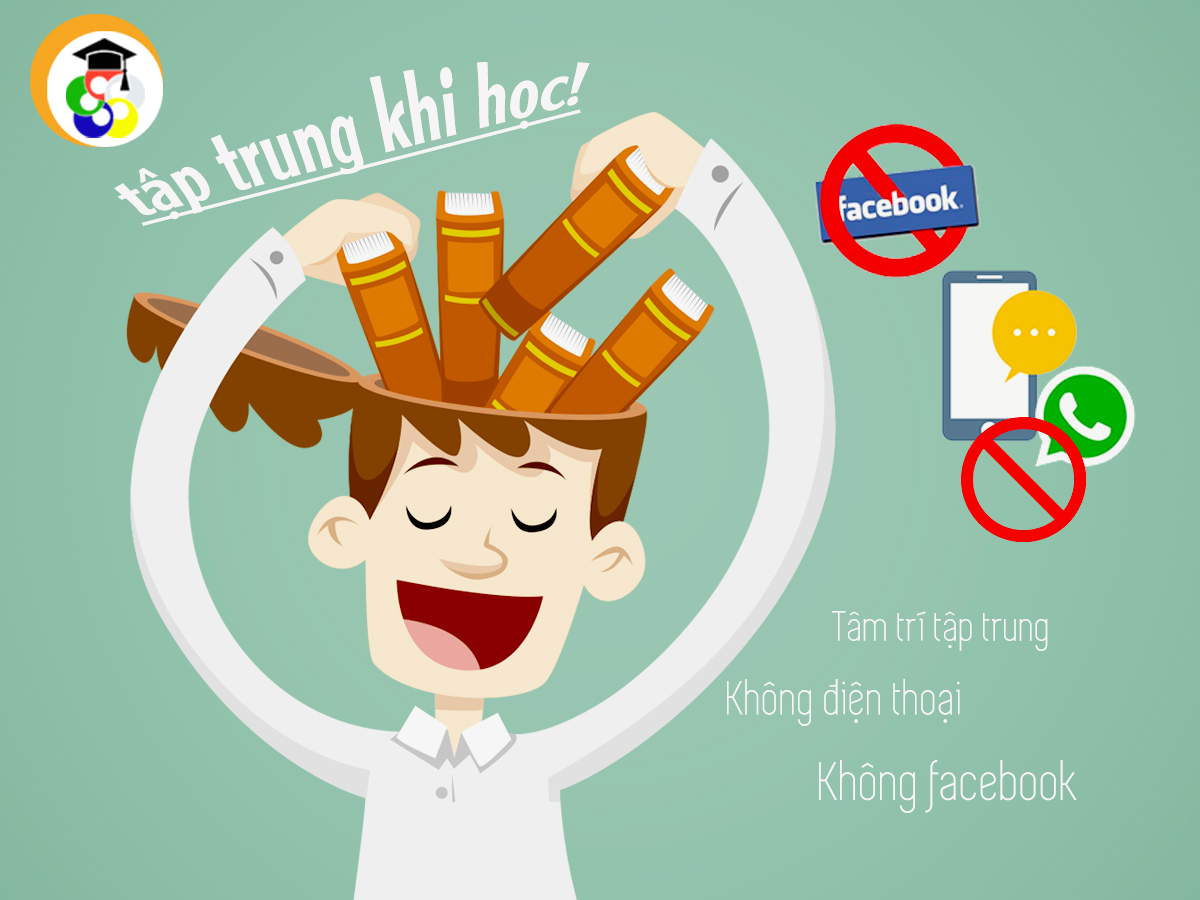 tập trung khi học!
facebook
Tâm trí tập trung
Không điện thoại
Không facebook